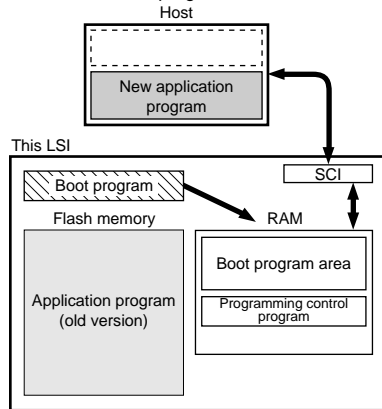 Host
New application
program
This LSI
SCI
Boot program
Flash memory
RAM
Boot program area
Application program
(old version)
Programming control
program